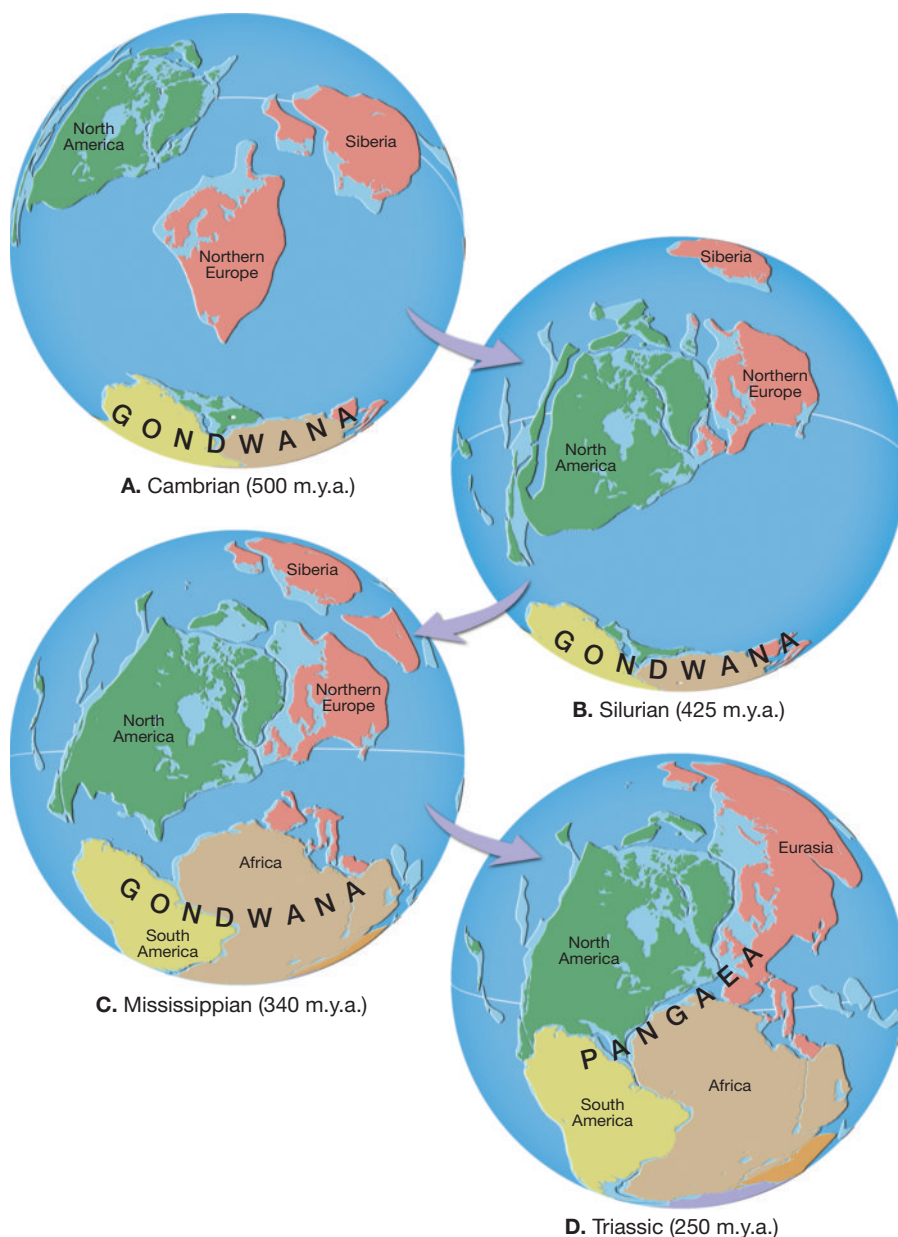 North
America
Siberia
Northern
Europe
GONDWANA
A. Cambrian (500 m.y.a.)
Siberia
Northern
Europe
North
America
GONDWANA
B. Silurian (425 m.y.a.)
Siberia
Northern
Europe
North
America
Africa
GONDWANA
South
America
C. Mississippian (340 m.y.a.)
Eurasia
North
America
PANGAEA
Africa
South
America
D. Triassic (250 m.y.a.)